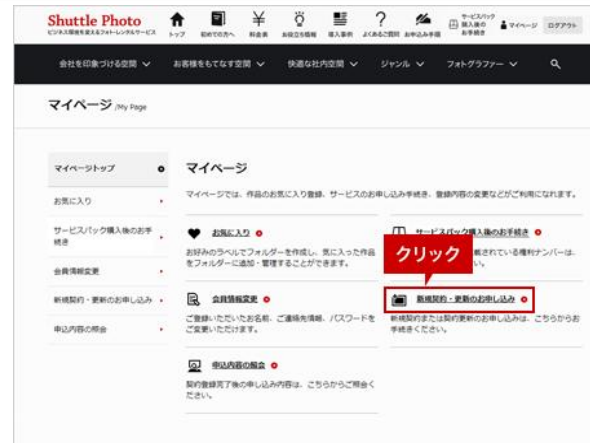 Shuttle Photo
ビジネス環境を変えるフォトレンタルサービス
トップ
初めての方へ
料金表
お役立ち情報
導入事例
よくあるご質問
お申込み手順
サービスパック
購入後の
お手続き
マイページ
ログアウト
会社を印象づける空間
お客様をもてなす空間
快適な社内空間
ジャンル
フォトグラファー
マイページ /My Page
マイページトップ
お気に入り
サービスパック購入後のお手
続き
会員情報変更
新規契約・更新のお申し込み
申込内容の照会
マイページ
マイページでは、作品のお気に入り登録、サービスのお申し込み手続き、登録内容の変更などがご利用になれます。
お気に入り
お好みのラベルでフォルダーを作成し、気に入った作品
をフォルダーに追加・管理することができます。
サービスパック購入後のお手続き
載されている権利ナンバーは、
い。
クリック
会員情報変更
ご登録いただいたお名前、ご連絡先情報、パスワードを
ご変更いただけます。
新規契約・更新のお申し込み
新規契約または契約更新のお申し込みは、こちらからお
手続きください。
申込内容の照会
契約登録完了後の申し込み内容は、こちらからご照会く
ださい。